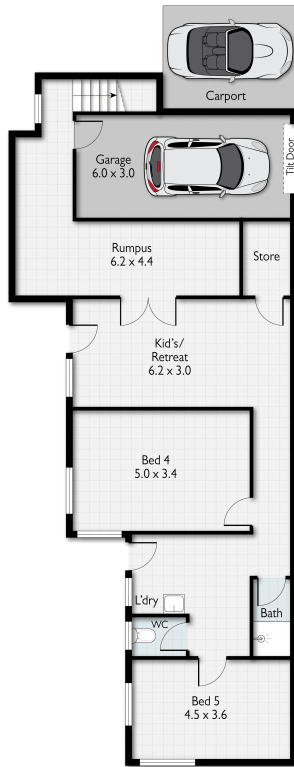 Carport
Garage
6.0 x 3.0
Tilt Door
Rumpus
6.2 x 4.4
Store
Kid's/
Retreat
6.2 x 3.0
Bed 4
5.0 x 3.4
L'dry
Bath
WC
Bed 5
4.5 x 3.6